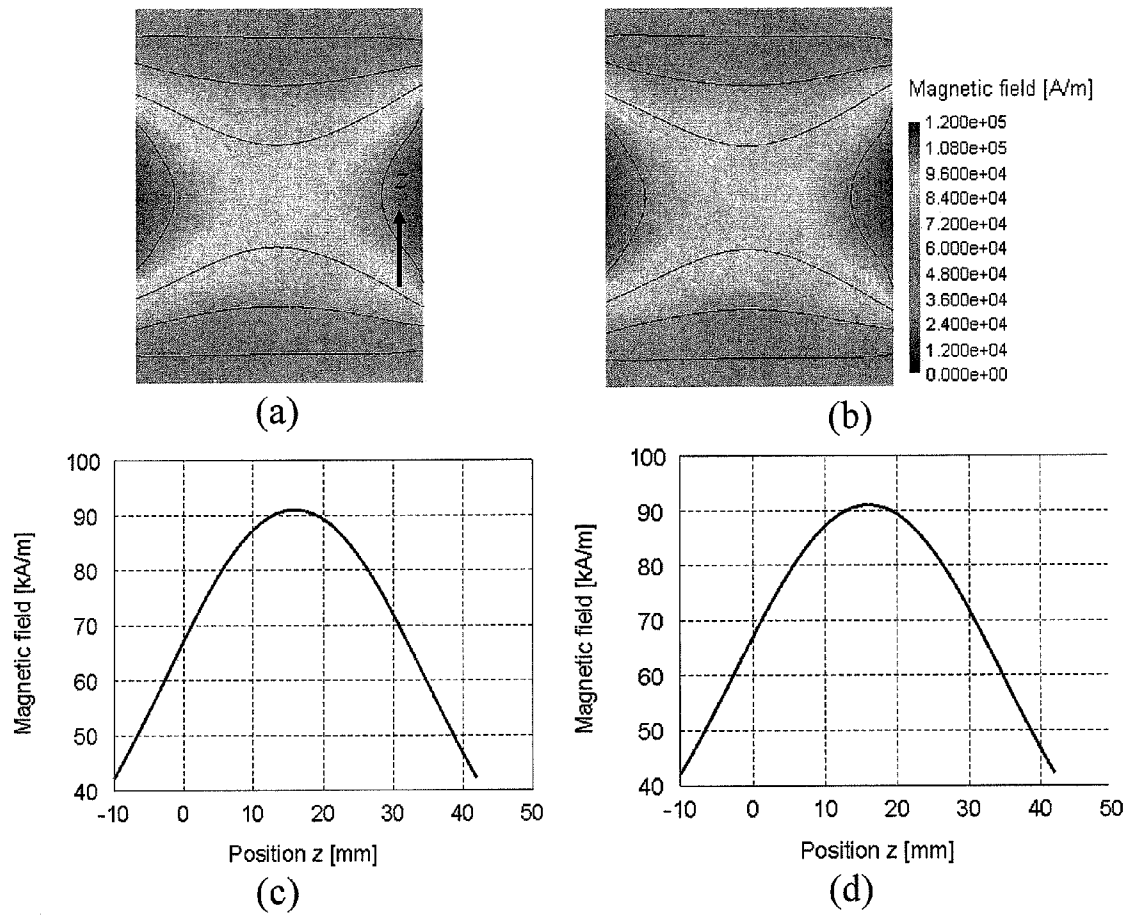 Z
Magnetic field [A/m]
1.200e+05
1.080e+05
9.600e+04
8.400e+04
7.200e+04
6.000e+04
4.800e+04
3.600e+04
2.400e+04
1.200e+04
0.000e+00
(a)
(b)
100
90
80
70
60
50
40
-10
0
10
20
30
40
50
Magnetic field [kA/m]
Position z [mm]
(c)
100
90
80
70
60
50
40
-10
0
10
20
30
40
50
Magnetic field [kA/m]
Position z [mm]
(d)